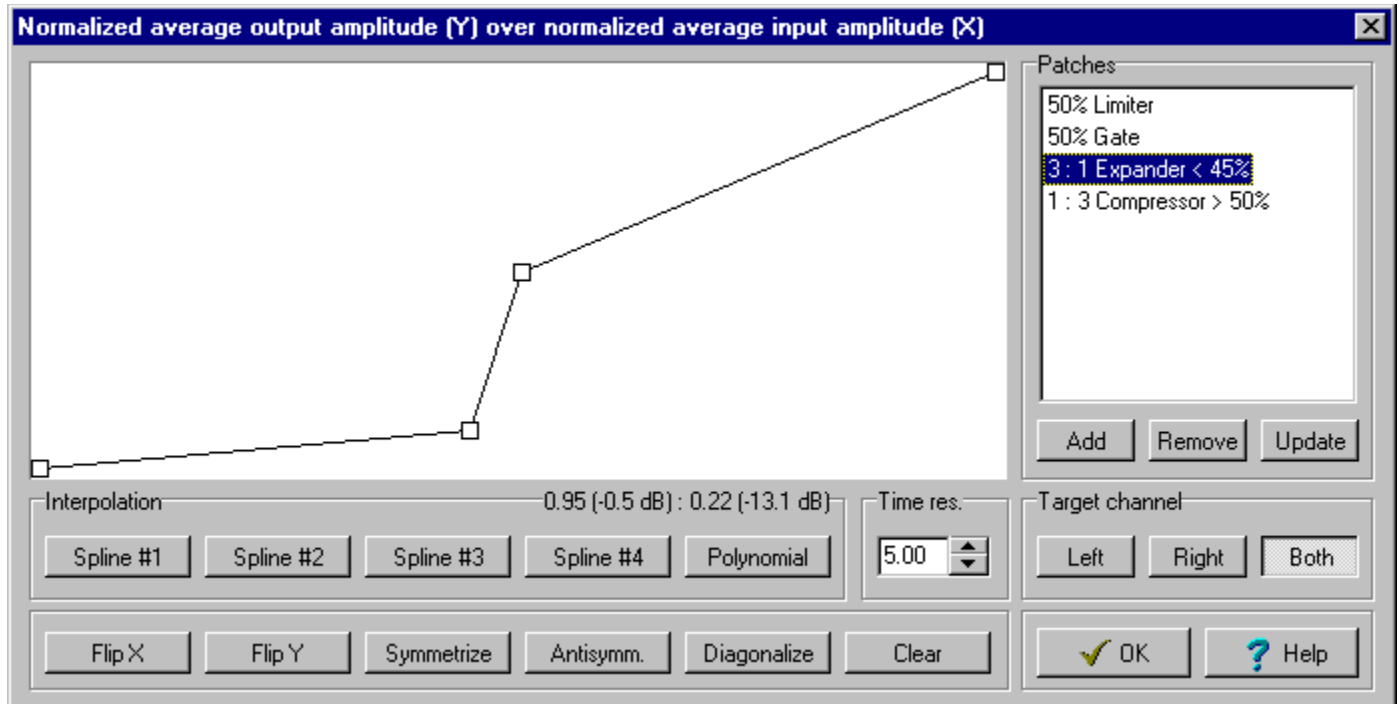 Normalized average output amplitude (Y) over normalized average input amplitude (X)
Patches
50% Limiter
50% Gate
3 : 1 Expander < 45%
1 : 3 Compressor > 50%
Add Remove Update
Interpolation 0.95 (-0.5 dB) : 0.22 (-13.1 dB) Time res. Target channel
Spline #1 Spline #2 Spline #3 Spline #4 Polynomial 5.00 Left Right Both
Flip X Flip Y Symmetrize Antisymm. Diagonalize Clear OK Help